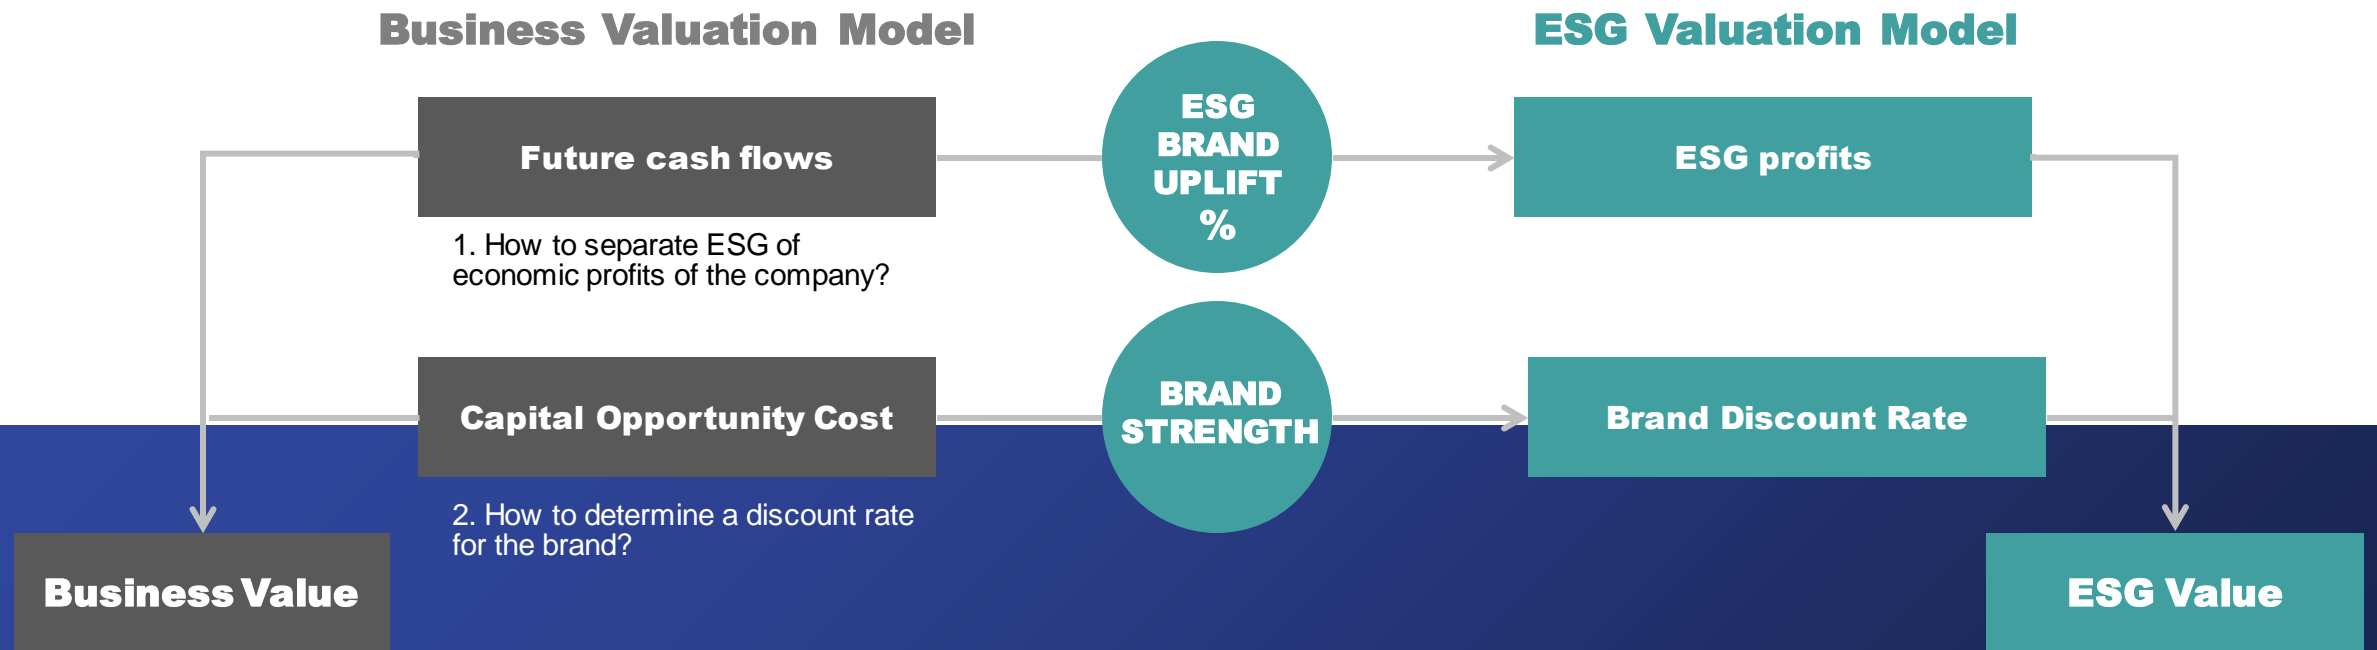 Business Valuation Model
ESG Valuation Model
Future cash flows
ESG
BRAND
UPLIFT
%
ESG profits
1. How to separate ESG of
economic profits of the company?
Capital Opportunity Cost
BRAND
STRENGTH
Brand Discount Rate
2. How to determine a discount rate
for the brand?
Business Value
ESG Value